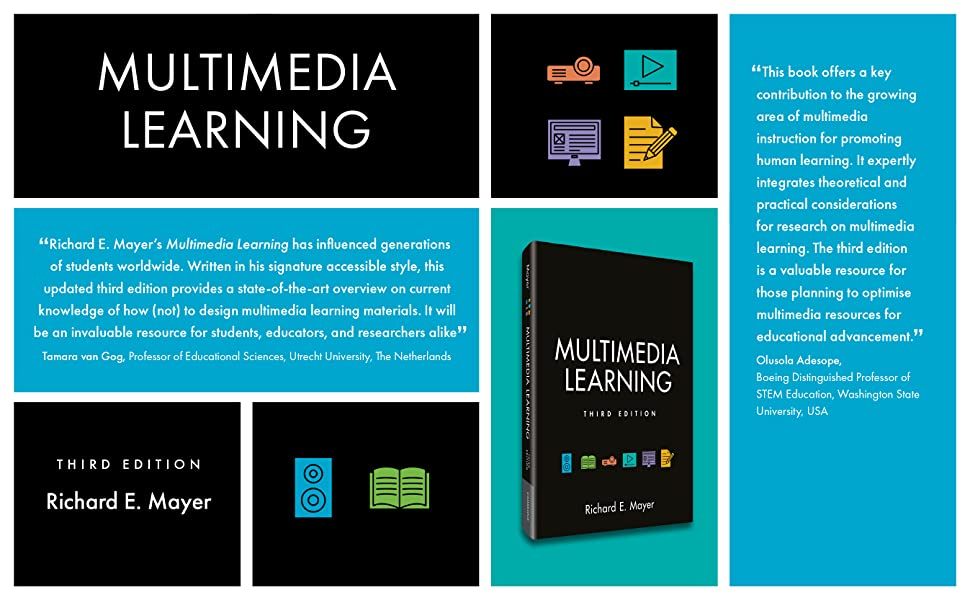 MULTIMEDIA
LEARNING
“Richard E. Mayer’s Multimedia Learning has influenced generations
of students worldwide. Written in his signature accessible style, this
updated third edition provides a state-of-the-art overview on current
knowledge of how (not) to design multimedia learning materials. It will
be an invaluable resource for students, educators, and researchers alike”
Tamara van Gog, Professor of Educational Sciences, Utrecht University, The Netherlands
THIRD EDITION
Richard E. Mayer
Mayer
MULTIMEDIA LEARNING
MULTIMEDIA
LEARNING
THIRD EDITION
Richard E. Mayer
“This book offers a key
contribution to the growing
area of multimedia
instruction for promoting
human learning. It expertly
integrates theoretical and
practical considerations
for research on multimedia
learning. The third edition
is a valuable resource for
those planning to optimise
multimedia resources for
educational advancement.”
Olusola Adesope,
Boeing Distinguished Professor of
STEM Education, Washington State
University, USA